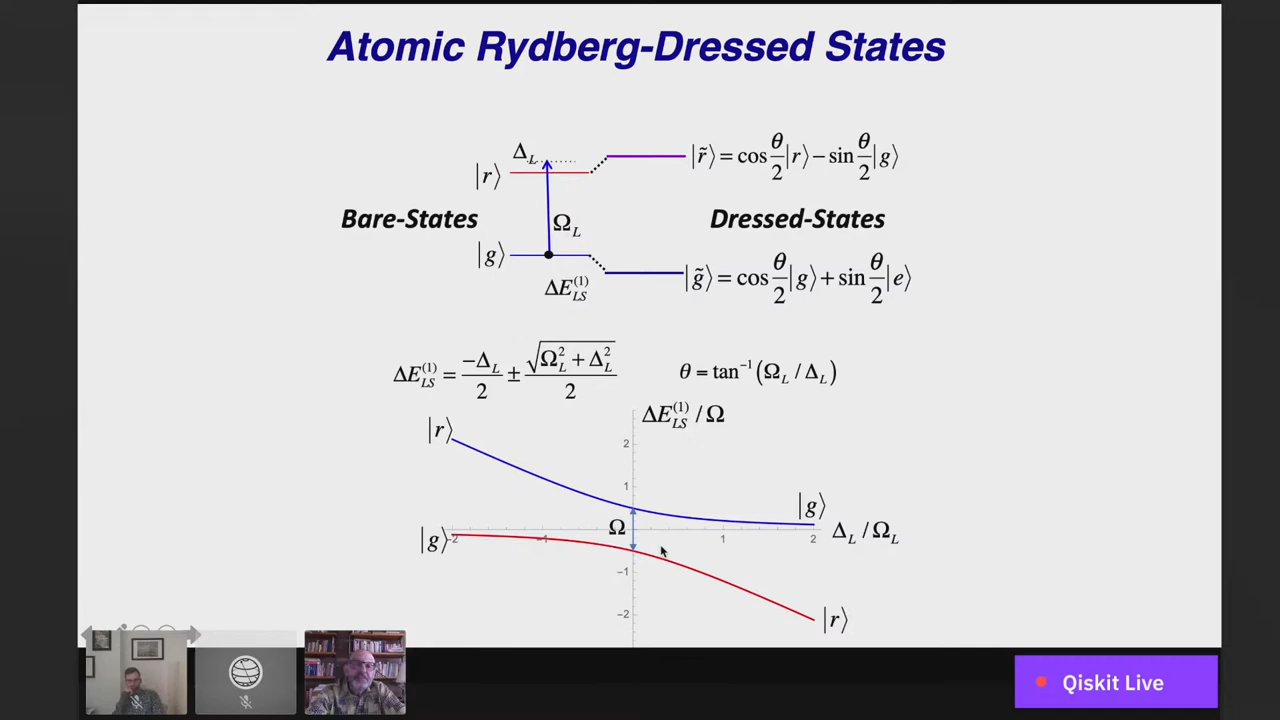 Atomic Rydberg-Dressed States
Δ_L
|r⟩
|r̃⟩ = cos θ/2 |r⟩ − sin θ/2 |g⟩
Bare-States
Ω_L
Dressed-States
|g⟩
ΔE_LS^(1)
|g̃⟩ = cos θ/2 |g⟩ + sin θ/2 |e⟩
ΔE_LS^(1) = −Δ_L/2 ± √(Ω_L² + Δ_L²)/2
θ = tan⁻¹(Ω_L / Δ_L)
ΔE_LS^(1) / Ω
|r⟩
2
1
|g⟩
Ω
Δ_L / Ω_L
|g⟩
-2
-1
1
2
−1
−2
|r⟩
Qiskit Live